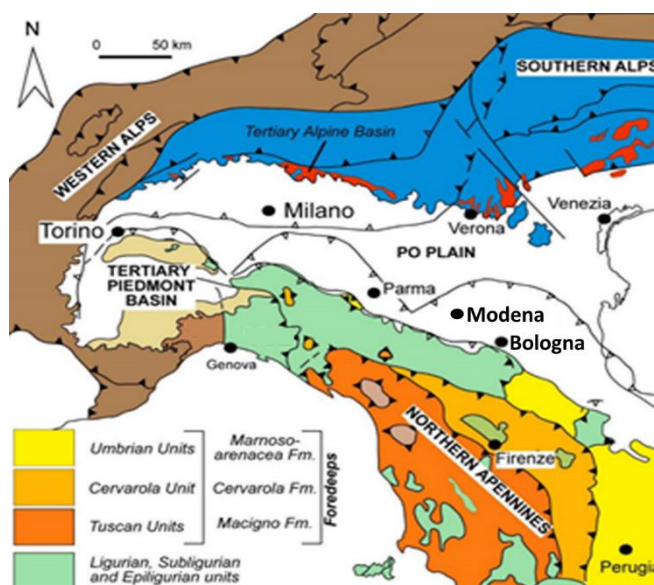 N
0 50 km
SOUTHERN ALPS
WESTERN ALPS
Tertiary Alpine Basin
Milano
Verona
Venezia
Torino
PO PLAIN
TERTIARY
PIEDMONT
BASIN
Parma
Modena
Bologna
Genova
NORTHERN APENNINES
Firenze
Perugia
Umbrian Units
Marnoso-
arenacea Fm.
Cervarola Unit
Cervarola Fm.
Tuscan Units
Macigno Fm.
Foredeeps
Ligurian, Subligurian
and Epiligurian units